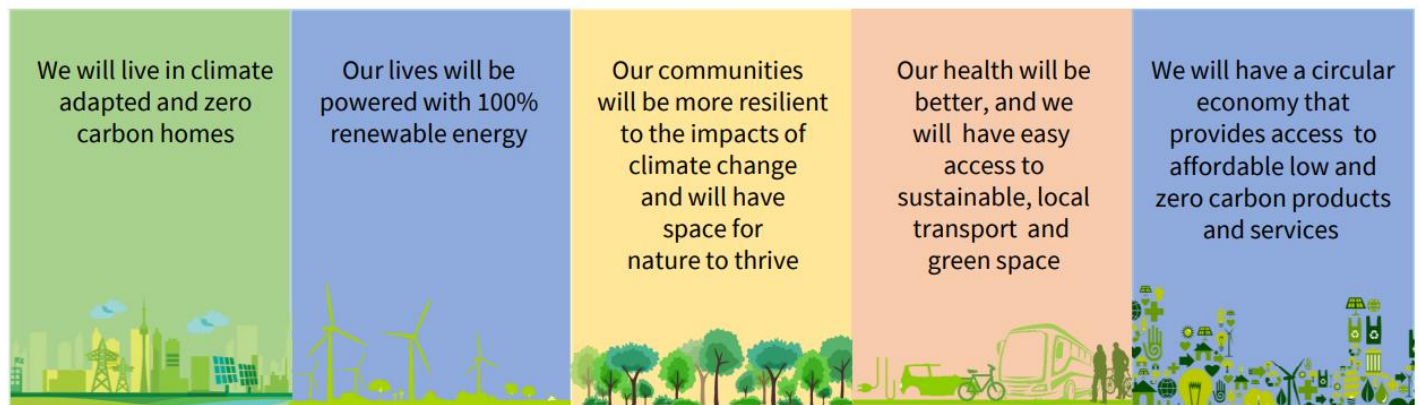 We will live in climate
adapted and zero
carbon homes
Our lives will be
powered with 100%
renewable energy
Our communities
will be more resilient
to the impacts of
climate change
and will have
space for
nature to thrive
Our health will be
better, and we
will have easy
access to
sustainable, local
transport and
green space
We will have a circular
economy that
provides access to
affordable low and
zero carbon products
and services